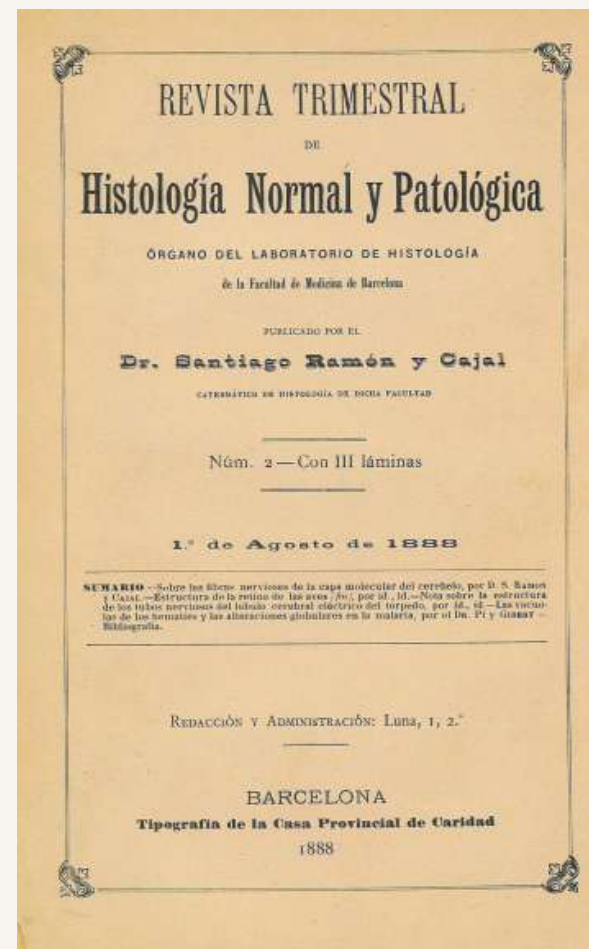 REVISTA TRIMESTRAL
DE
Histología Normal y Patológica
ÓRGANO DEL LABORATORIO DE HISTOLOGÍA
de la Facultad de Medicina de Barcelona
PUBLICADO POR EL
Dr. Santiago Ramón y Cajal
CATEDRÁTICO DE HISTOLOGÍA DE DICHA FACULTAD
Núm. 2 — Con III láminas
1.° de Agosto de 1888
SUMARIO.—Sobre las fibras nerviosas de la capa molecular del cerebelo, por D. S. RAMON
Y CAJAL.—Estructura de la retina de las aves (fin), por id., id.—Nota sobre la estructura
de los tubos nerviosos del lóbulo cerebral eléctrico del torpedo, por id., id.—Las vacuo-
las de los hematies y las alteraciones globulares en la malaria, por el DR. PI Y GIBERT.—
Bibliografía.
REDACCIÓN Y ADMINISTRACIÓN: Luna, 1, 2.°
BARCELONA
Tipografía de la Casa Provincial de Caridad
1888